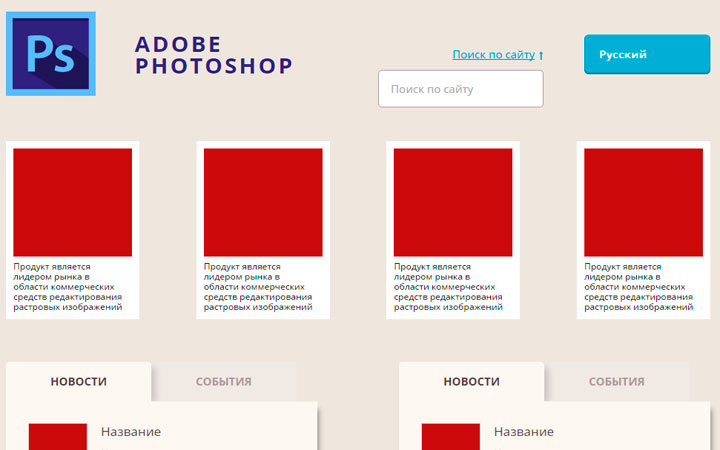 Ps
ADOBE
PHOTOSHOP
Поиск по сайту ↑
Поиск по сайту
Русский
Продукт является
лидером рынка в
области коммерческих
средств редактирования
растровых изображений
Продукт является
лидером рынка в
области коммерческих
средств редактирования
растровых изображений
Продукт является
лидером рынка в
области коммерческих
средств редактирования
растровых изображений
Продукт является
лидером рынка в
области коммерческих
средств редактирования
растровых изображений
НОВОСТИ
СОБЫТИЯ
НОВОСТИ
СОБЫТИЯ
Название
Название